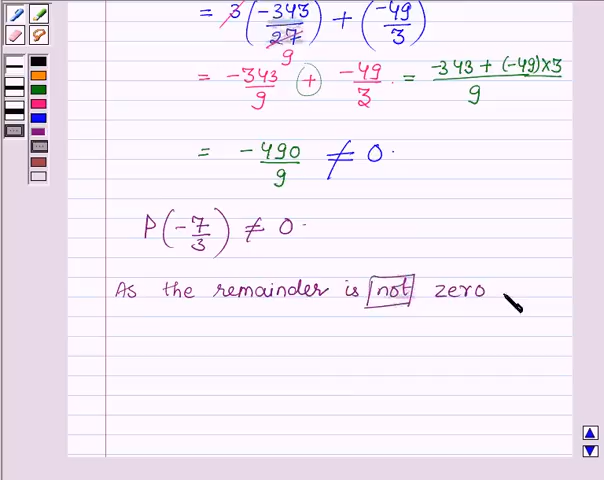 = 3 ( -343 / 27 9 ) + ( -49 / 3 )
= -343 / 9 + -49 / 3 = -343 + (-49) × 3 / 9
= -490 / 9 ≠ 0.
P ( -7 / 3 ) ≠ 0.
As the remainder is not zero